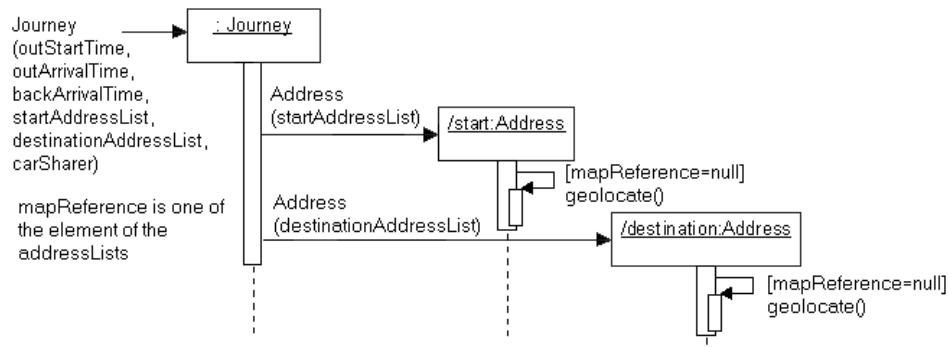 Journey
(outStartTime,
outArrivalTime,
backArrivalTime,
startAddressList,
destinationAddressList,
carSharer)
mapReference is one of
the element of the
addressLists
: Journey
Address
(startAddressList)
/start:Address
[mapReference=null]
geolocate()
Address
(destinationAddressList)
/destination:Address
[mapReference=null]
geolocate()